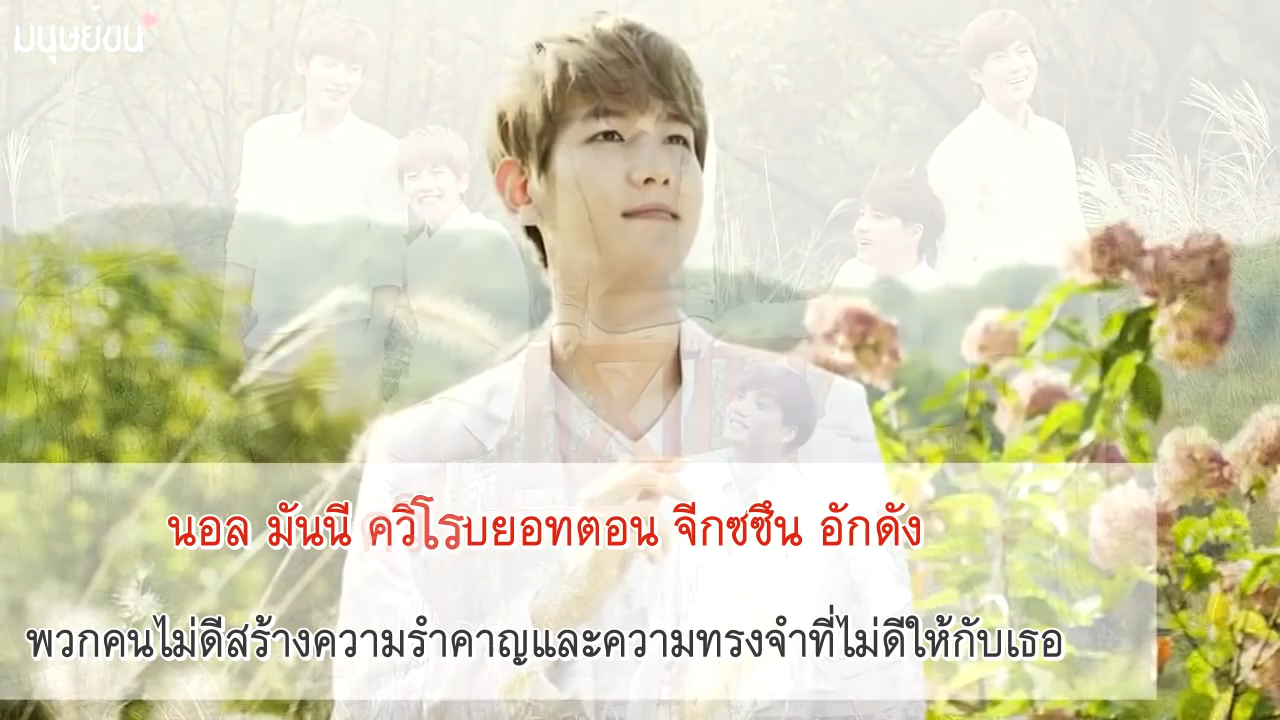 มนุษย์ขน
นอล มันนี ควิโรบยอทตอน จีกซซึน อักดัง
พวกคนไม่ดีสร้างความรำคาญและความทรงจำที่ไม่ดีให้กับเธอ